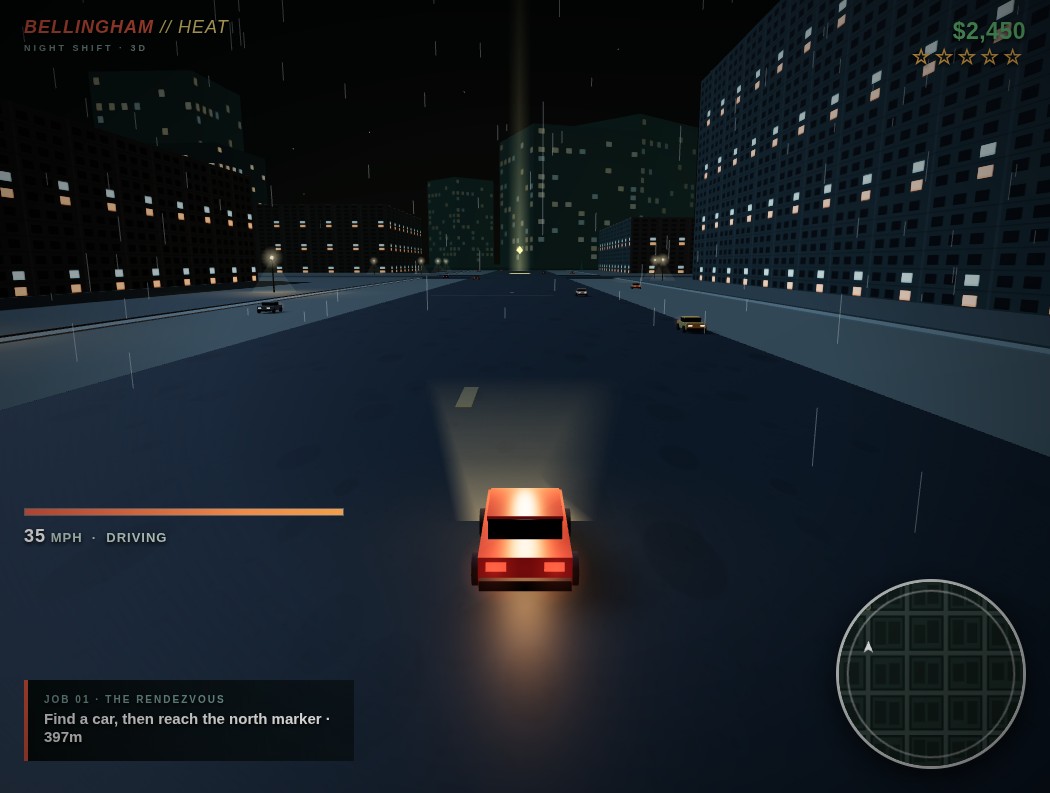 BELLINGHAM // HEAT
NIGHT SHIFT · 3D
$2,450
35 MPH · DRIVING
JOB 01 · THE RENDEZVOUS
Find a car, then reach the north marker ·
397m